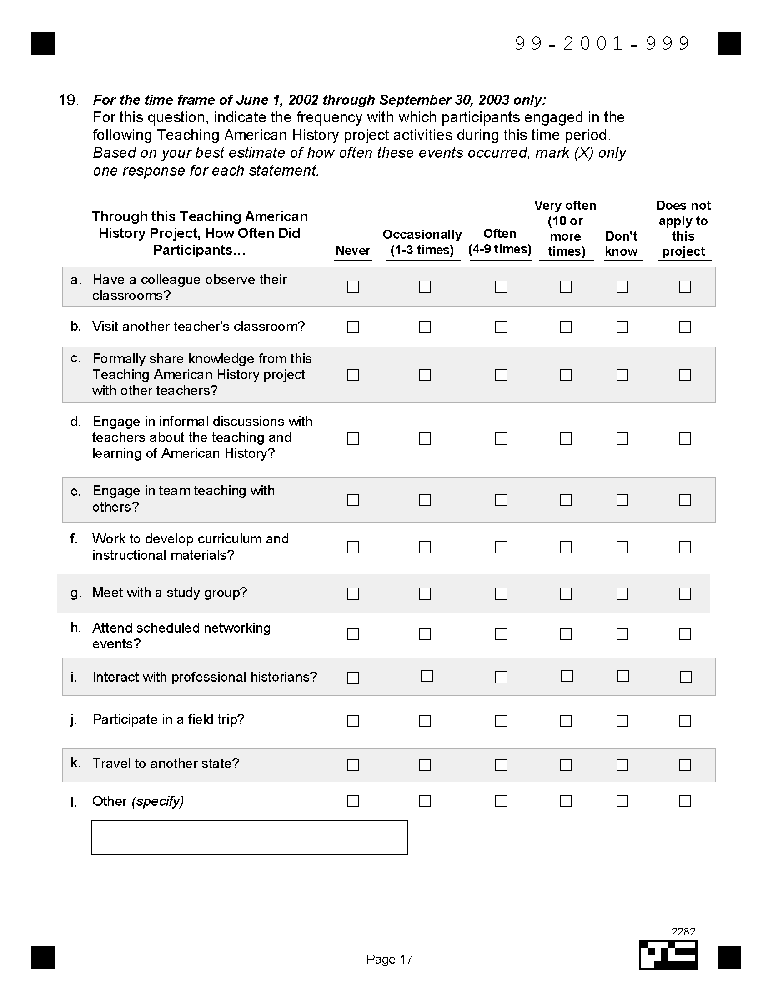 99-2001-999
19. For the time frame of June 1, 2002 through September 30, 2003 only:
For this question, indicate the frequency with which participants engaged in the
following Teaching American History project activities during this time period.
Based on your best estimate of how often these events occurred, mark (X) only
one response for each statement.
Through this Teaching American
History Project, How Often Did
Participants…
Never
Occasionally
(1-3 times)
Often
(4-9 times)
Very often
(10 or
more
times)
Don't
know
Does not
apply to
this
project
a. Have a colleague observe their
classrooms?
b. Visit another teacher's classroom?
c. Formally share knowledge from this
Teaching American History project
with other teachers?
d. Engage in informal discussions with
teachers about the teaching and
learning of American History?
e. Engage in team teaching with
others?
f. Work to develop curriculum and
instructional materials?
g. Meet with a study group?
h. Attend scheduled networking
events?
i. Interact with professional historians?
j. Participate in a field trip?
k. Travel to another state?
l. Other (specify)
2282
Page 17